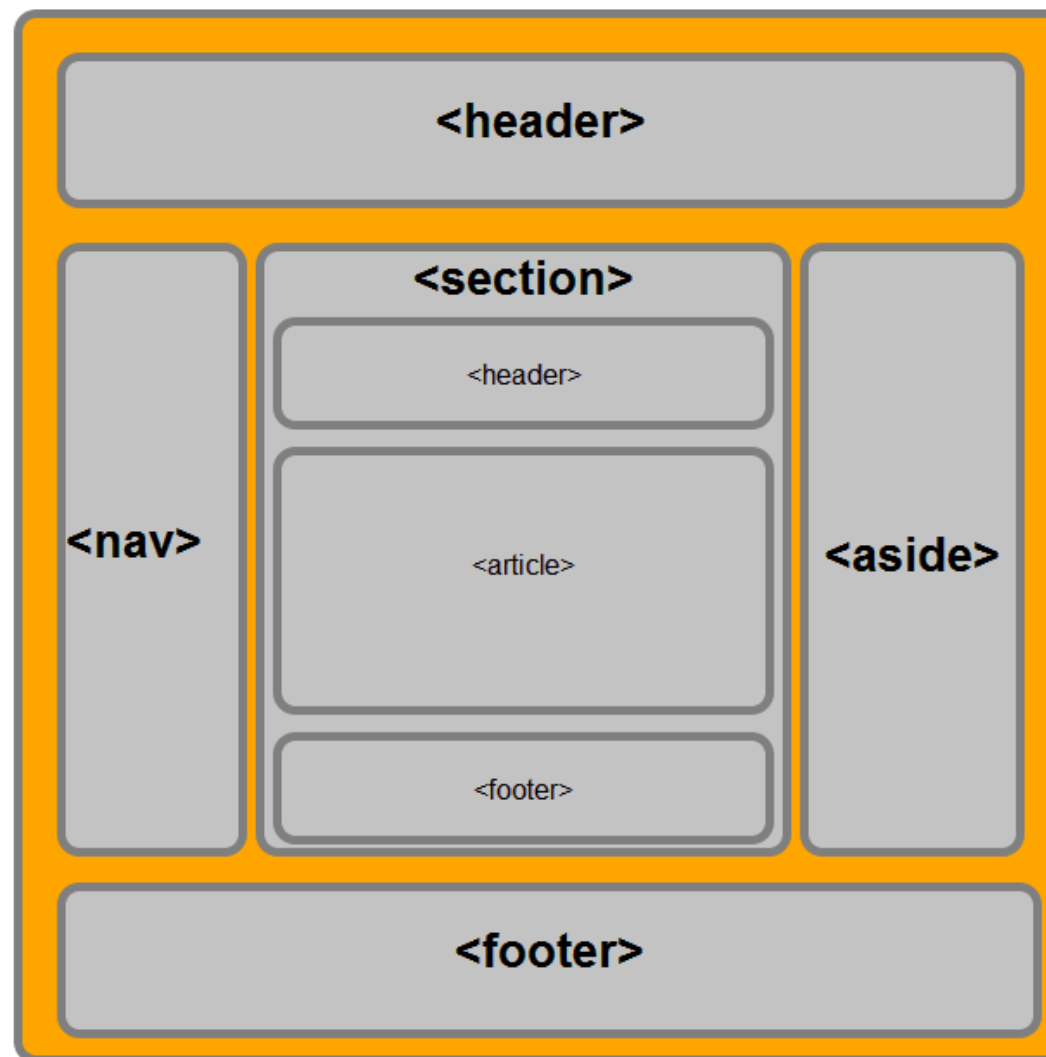 <header>
<section>
<header>
<nav>
<article>
<aside>
<footer>
<footer>